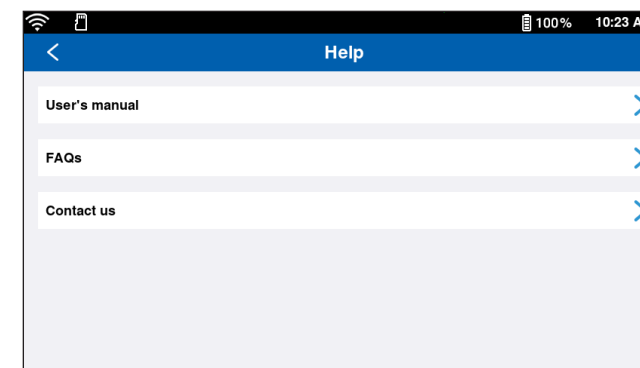 100% 10:23 A
Help
User's manual
FAQs
Contact us